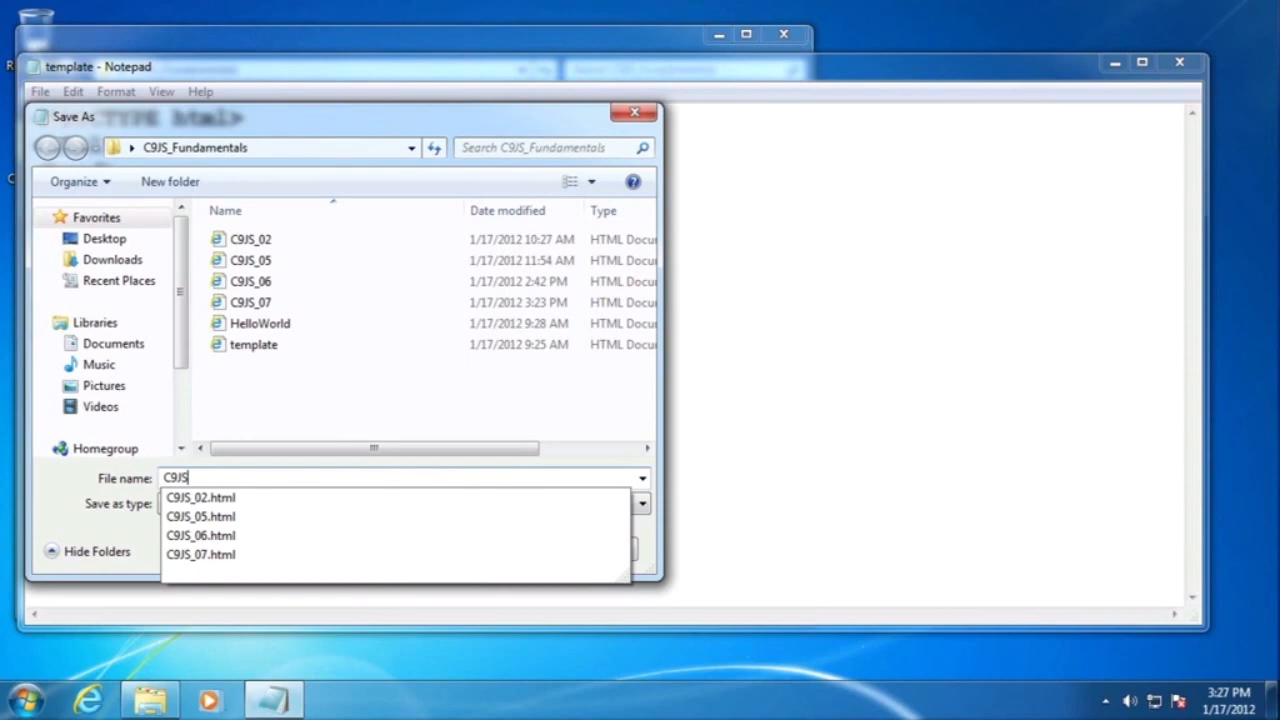 template - Notepad
File Edit Format View Help
Save As
TYPE html>
C9JS_Fundamentals
Search C9JS_Fundamentals
Organize New folder
Name Date modified Type
Favorites
Desktop
Downloads
Recent Places
Libraries
Documents
Music
Pictures
Videos
Homegroup
C9JS_02 1/17/2012 10:27 AM HTML Docu
C9JS_05 1/17/2012 11:54 AM HTML Docu
C9JS_06 1/17/2012 2:42 PM HTML Docu
C9JS_07 1/17/2012 3:23 PM HTML Docu
HelloWorld 1/17/2012 9:28 AM HTML Docu
template 1/17/2012 9:25 AM HTML Docu
File name: C9JS
Save as type:
C9JS_02.html
C9JS_05.html
C9JS_06.html
C9JS_07.html
Hide Folders
3:27 PM
1/17/2012